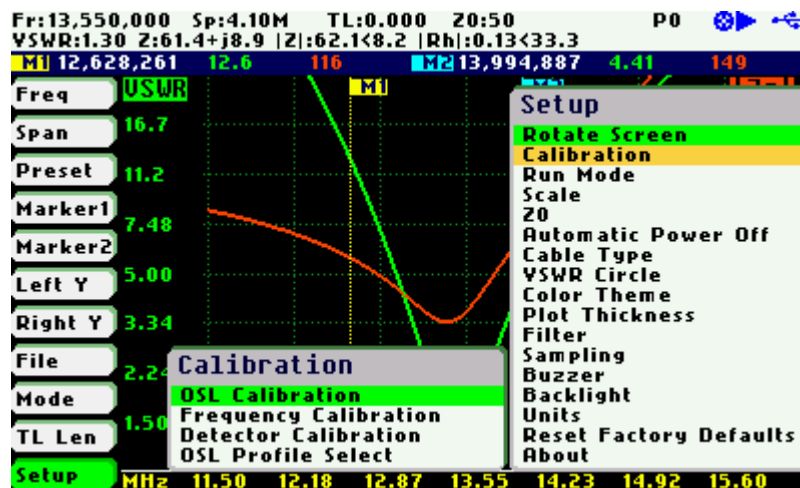 Fr:13,550,000 Sp:4.10M TL:0.000 Z0:50 P0
VSWR:1.30 Z:61.4+j8.9 |Z|:62.1<8.2 |Rh|:0.13<33.3
M1 12,628,261 12.6 116 M2 13,994,887 4.41 149
Freq
Span
Preset
Marker1
Marker2
Left Y
Right Y
File
Mode
TL Len
Setup
VSWR
16.7
11.2
7.48
5.00
3.34
2.24
1.50
M1
Setup
Rotate Screen
Calibration
Run Mode
Scale
Z0
Automatic Power Off
Cable Type
VSWR Circle
Color Theme
Plot Thickness
Filter
Sampling
Buzzer
Backlight
Units
Reset Factory Defaults
About
Calibration
OSL Calibration
Frequency Calibration
Detector Calibration
OSL Profile Select
MHz 11.50 12.18 12.87 13.55 14.23 14.92 15.60